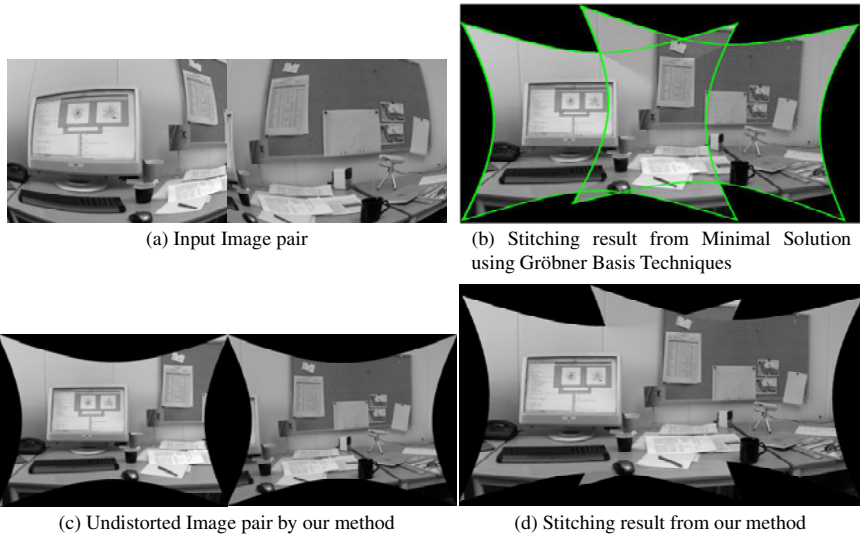 (a) Input Image pair
(b) Stitching result from Minimal Solution
using Gröbner Basis Techniques
(c) Undistorted Image pair by our method
(d) Stitching result from our method